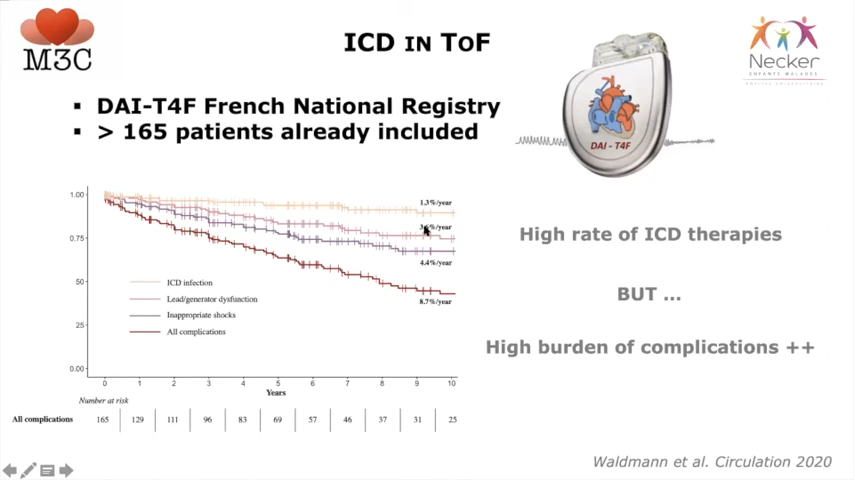 M3C
ICD IN TOF
Necker
ENFANTS MALADES
▪ DAI-T4F French National Registry
▪ > 165 patients already included
DAI - T4F
1.00
0.75
50
25
0.00
1.3%/year
4.4%/year
8.7%/year
ICD infection
Lead/generator dysfunction
Inappropriate shocks
All complications
0 1 2 3 4 5 6 7 8 9 10
Years
Number at risk
All complications 165 129 111 96 83 69 57 46 37 31 25
High rate of ICD therapies
BUT ...
High burden of complications ++
Waldmann et al. Circulation 2020